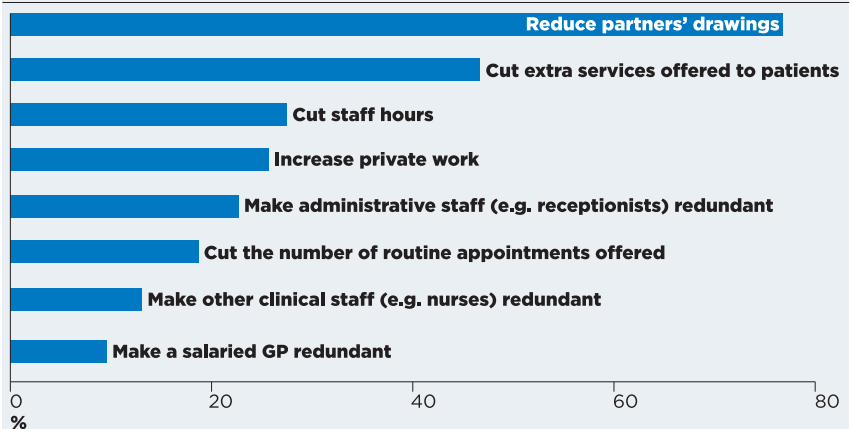 Reduce partners’ drawings
Cut extra services offered to patients
Cut staff hours
Increase private work
Make administrative staff (e.g. receptionists) redundant
Cut the number of routine appointments offered
Make other clinical staff (e.g. nurses) redundant
Make a salaried GP redundant
0 20 40 60 80
%